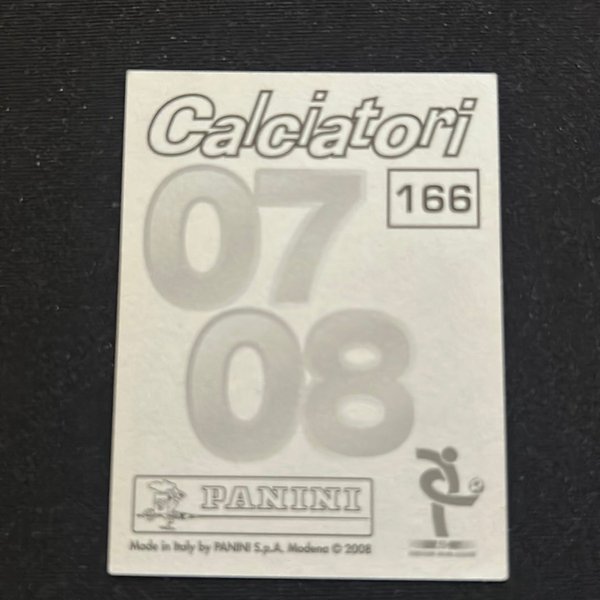 Calciatori
07
166
08
PANINI
Made in Italy by PANINI S.p.A. Modena © 2008